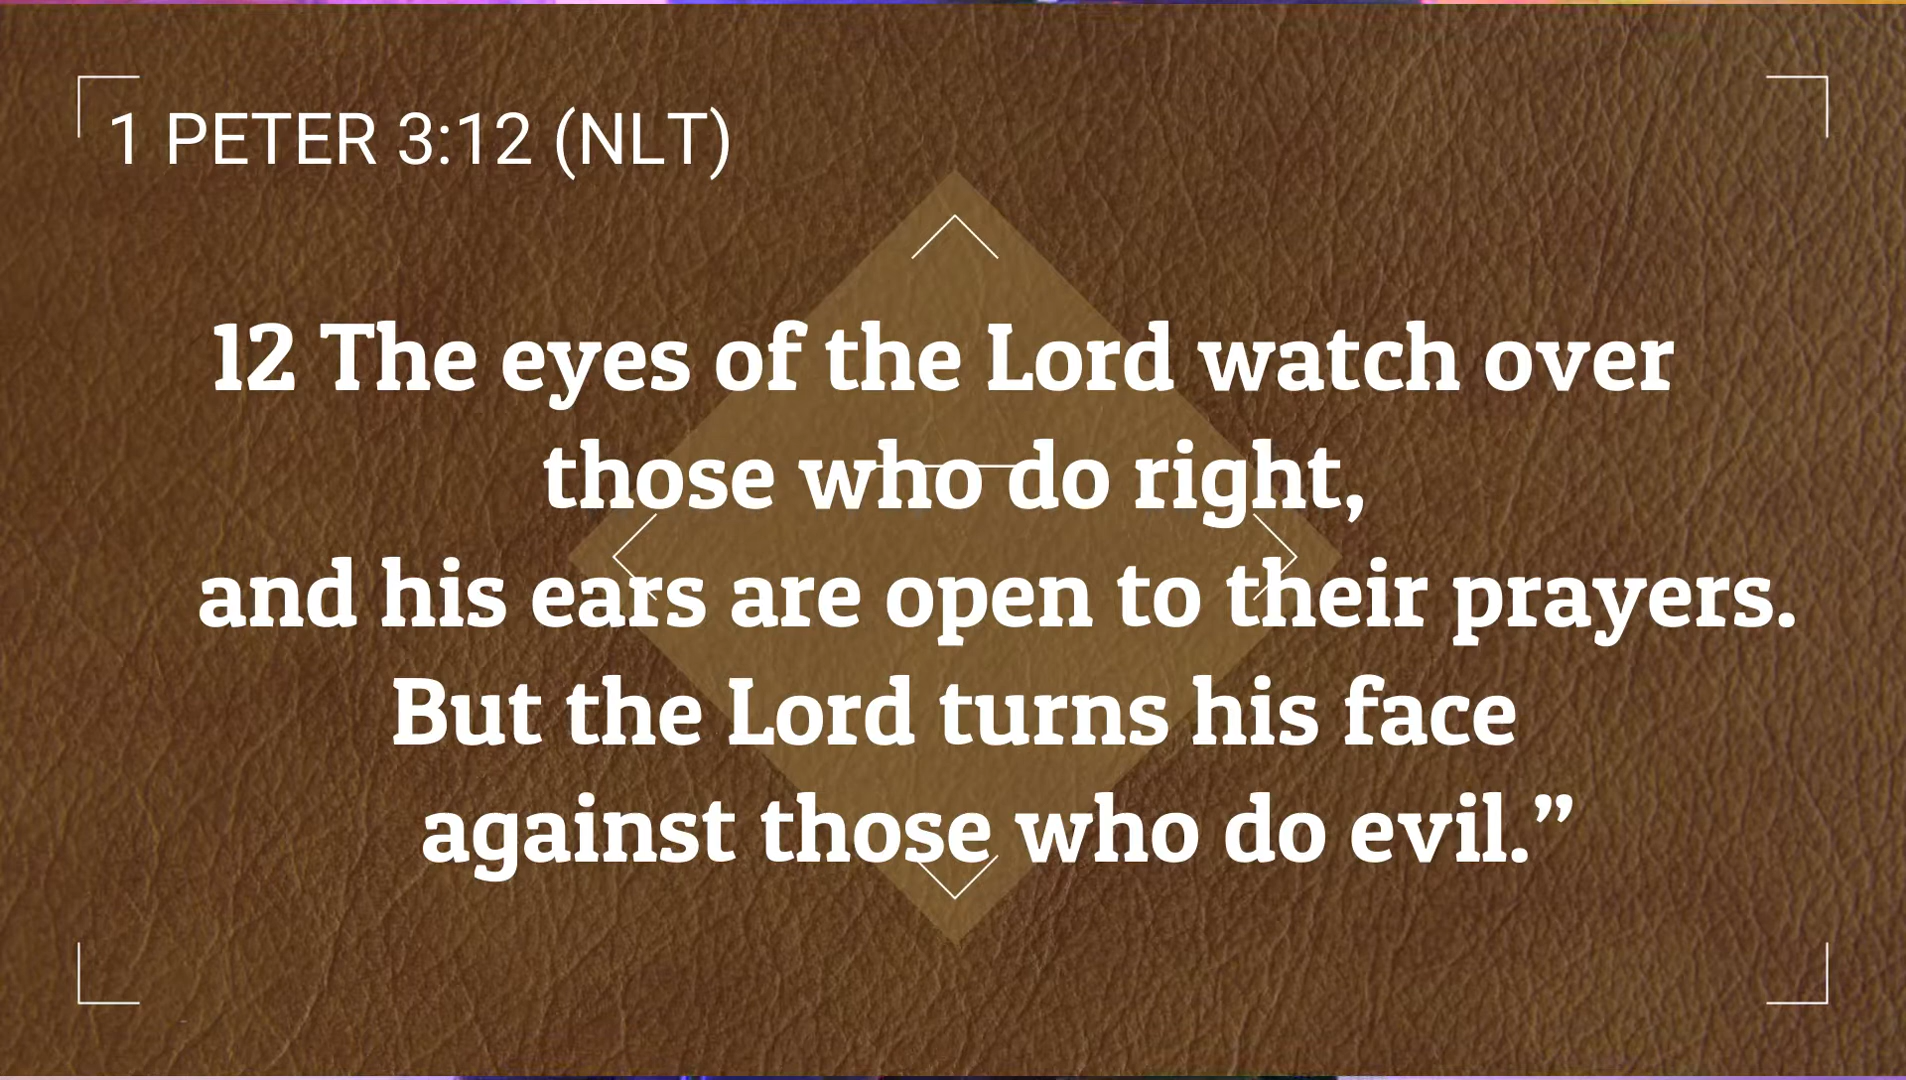 1 PETER 3:12 (NLT)
12 The eyes of the Lord watch over
those who do right,
and his ears are open to their prayers.
But the Lord turns his face
against those who do evil.”